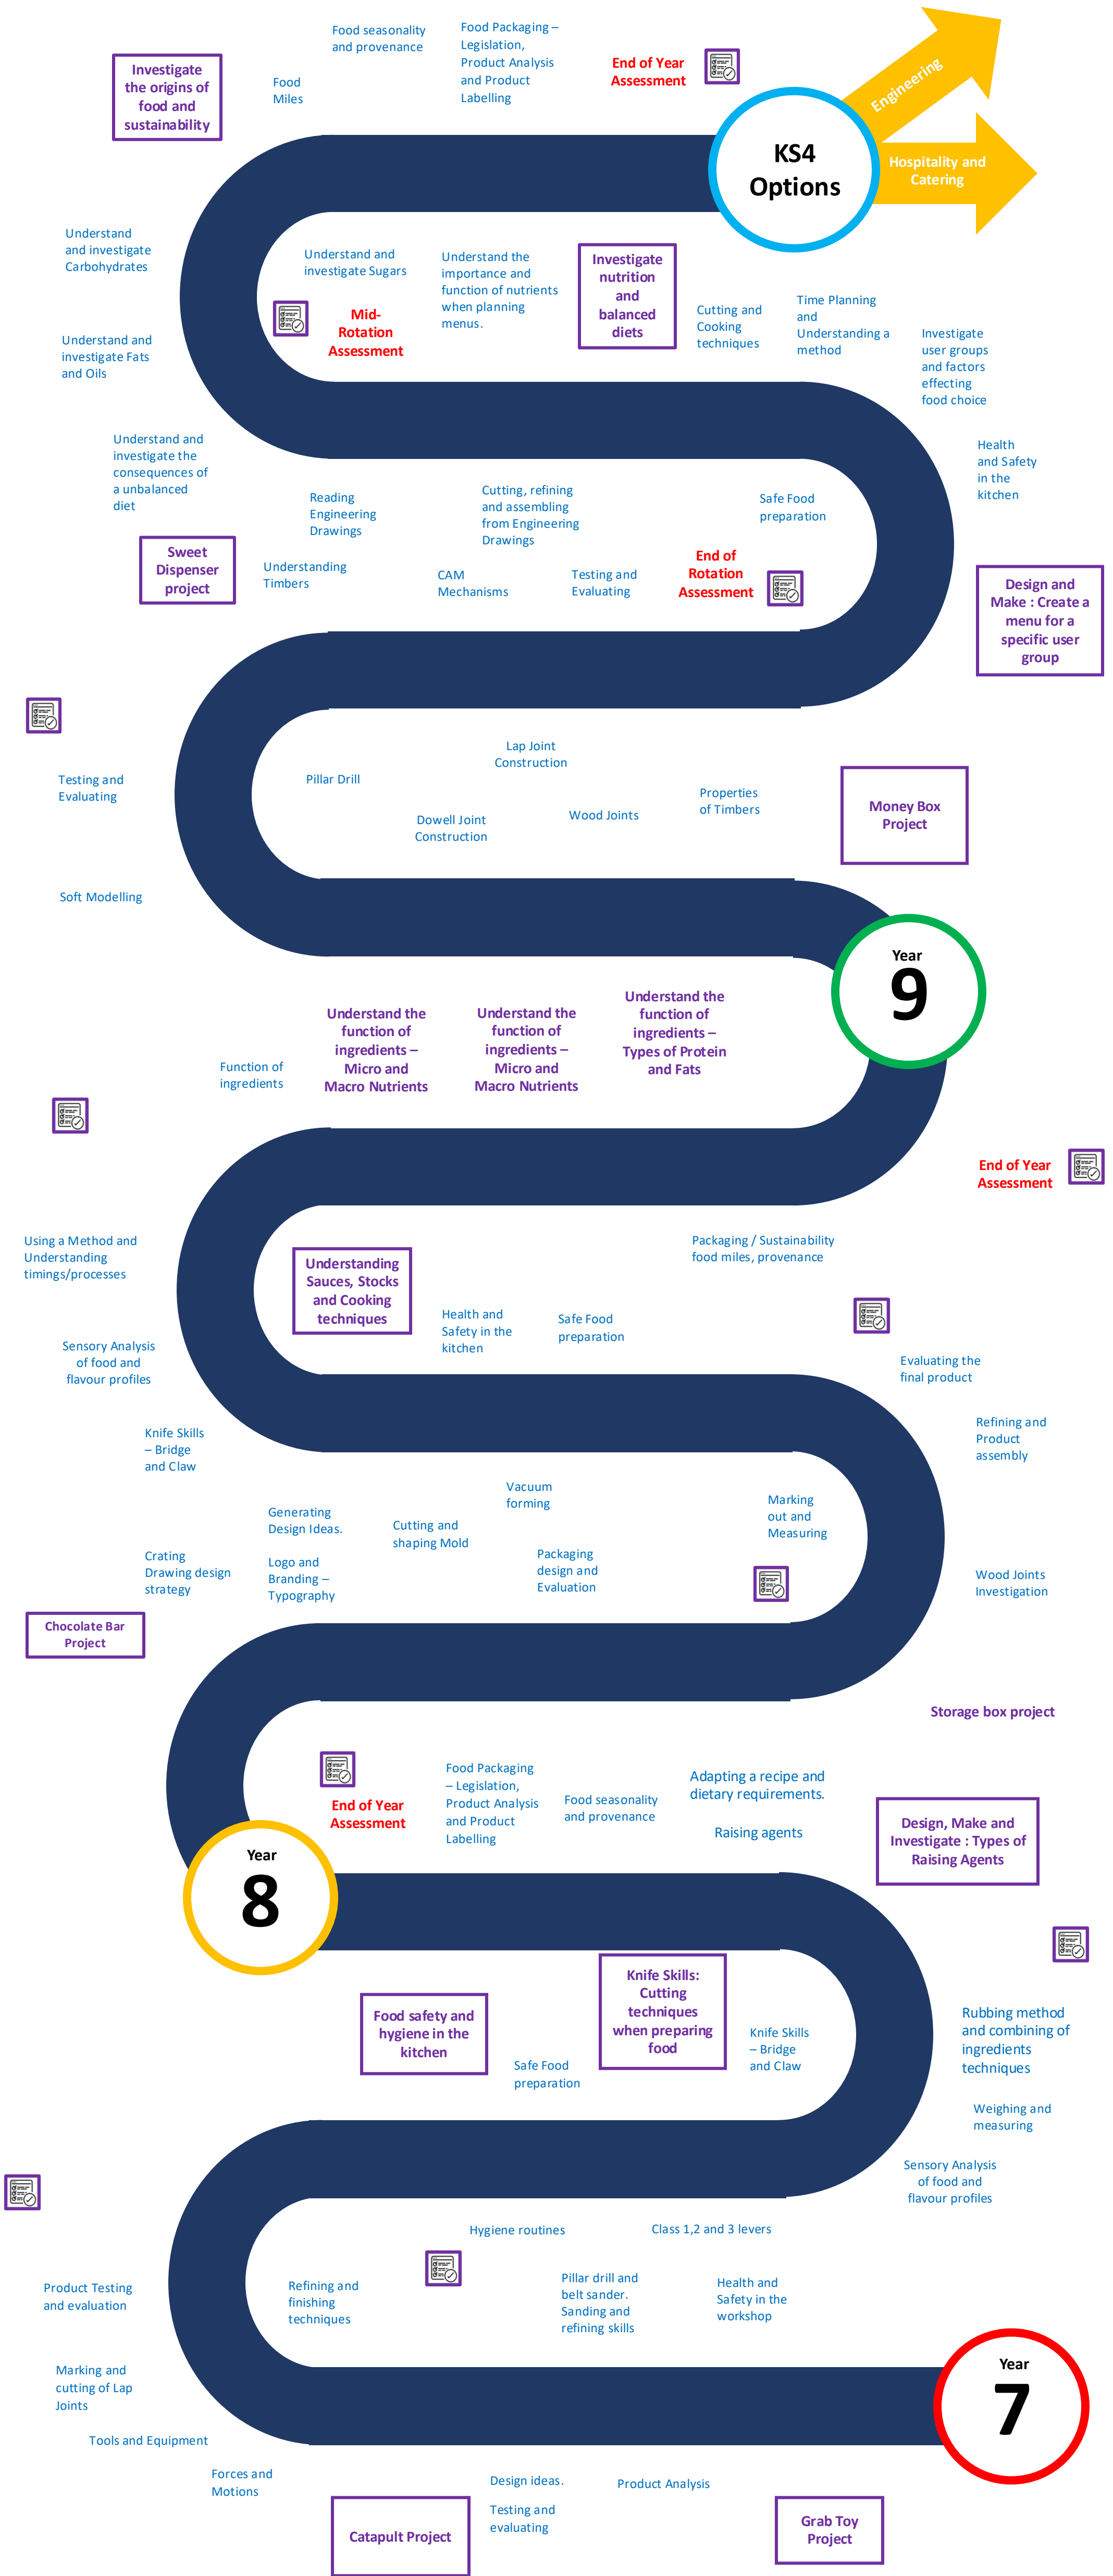 Food seasonality
and provenance
Food Packaging –
Legislation,
Product Analysis
and Product
Labelling
End of Year
Assessment
Engineering
Investigate
the origins of
food and
sustainability
Food
Miles
KS4
Options
Hospitality and
Catering
Understand
and investigate
Carbohydrates
Understand and
investigate Sugars
Understand the
importance and
function of nutrients
when planning
menus.
Investigate
nutrition
and
balanced
diets
Mid-
Rotation
Assessment
Cutting and
Cooking
techniques
Time Planning
and
Understanding a
method
Investigate
user groups
and factors
effecting
food choice
Understand and
investigate Fats
and Oils
Understand and
investigate the
consequences of
a unbalanced
diet
Health
and Safety
in the
kitchen
Reading
Engineering
Drawings
Cutting, refining
and assembling
from Engineering
Drawings
Safe Food
preparation
Sweet
Dispenser
project
Understanding
Timbers
CAM
Mechanisms
Testing and
Evaluating
End of
Rotation
Assessment
Design and
Make : Create a
menu for a
specific user
group
Testing and
Evaluating
Pillar Drill
Lap Joint
Construction
Dowell Joint
Construction
Wood Joints
Properties
of Timbers
Money Box
Project
Soft Modelling
Year
9
Function of
ingredients
Understand the
function of
ingredients –
Micro and
Macro Nutrients
Understand the
function of
ingredients –
Micro and
Macro Nutrients
Understand the
function of
ingredients –
Types of Protein
and Fats
End of Year
Assessment
Using a Method and
Understanding
timings/processes
Understanding
Sauces, Stocks
and Cooking
techniques
Health and
Safety in the
kitchen
Safe Food
preparation
Packaging / Sustainability
food miles, provenance
Evaluating the
final product
Sensory Analysis
of food and
flavour profiles
Refining and
Product
assembly
Knife Skills
– Bridge
and Claw
Generating
Design Ideas.
Cutting and
shaping Mold
Vacuum
forming
Marking
out and
Measuring
Crating
Drawing design
strategy
Logo and
Branding –
Typography
Packaging
design and
Evaluation
Wood Joints
Investigation
Chocolate Bar
Project
Storage box project
End of Year
Assessment
Food Packaging
– Legislation,
Product Analysis
and Product
Labelling
Food seasonality
and provenance
Adapting a recipe and
dietary requirements.
Raising agents
Design, Make and
Investigate : Types of
Raising Agents
Year
8
Food safety and
hygiene in the
kitchen
Safe Food
preparation
Knife Skills:
Cutting
techniques
when preparing
food
Knife Skills
– Bridge
and Claw
Rubbing method
and combining of
ingredients
techniques
Weighing and
measuring
Sensory Analysis
of food and
flavour profiles
Hygiene routines
Class 1,2 and 3 levers
Product Testing
and evaluation
Refining and
finishing
techniques
Pillar drill and
belt sander.
Sanding and
refining skills
Health and
Safety in the
workshop
Marking and
cutting of Lap
Joints
Year
7
Tools and Equipment
Forces and
Motions
Catapult Project
Design ideas.
Testing and
evaluating
Product Analysis
Grab Toy
Project